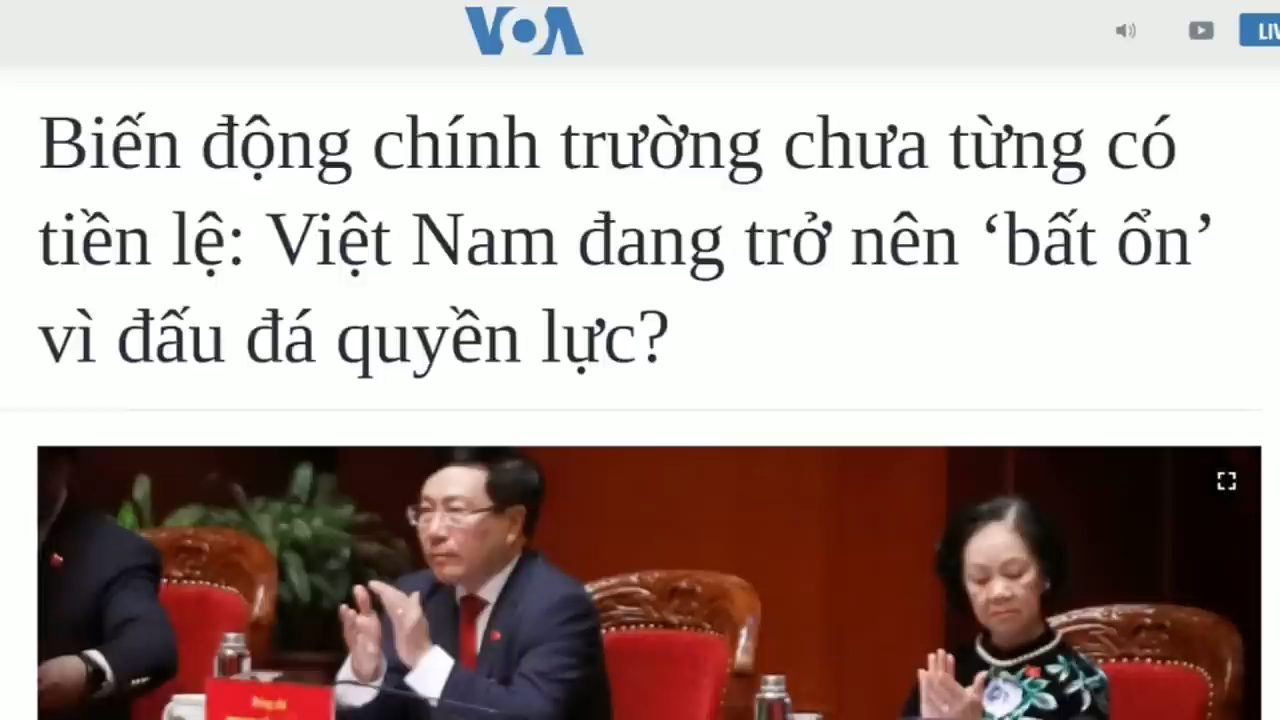 VOA
LIV
Biến động chính trường chưa từng có
tiền lệ: Việt Nam đang trở nên ‘bất ổn’
vì đấu đá quyền lực?